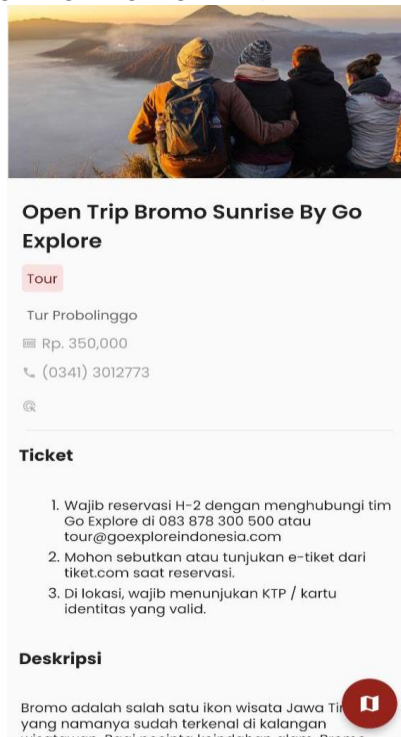 Open Trip Bromo Sunrise By Go
Explore
Tour
Tur Probolinggo
Rp. 350,000
(0341) 3012773
Ticket
1. Wajib reservasi H-2 dengan menghubungi tim
Go Explore di 083 878 300 500 atau
tour@goexploreindonesia.com
2. Mohon sebutkan atau tunjukan e-tiket dari
tiket.com saat reservasi.
3. Di lokasi, wajib menunjukan KTP / kartu
identitas yang valid.
Deskripsi
Bromo adalah salah satu ikon wisata Jawa
yang namanya sudah terkenal di kalangan